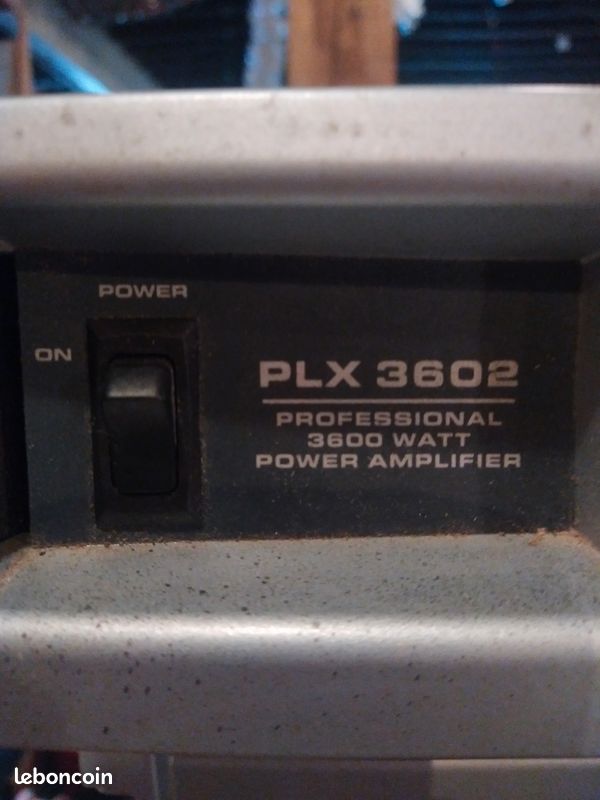 POWER
ON
PLX 3602
PROFESSIONAL
3600 WATT
POWER AMPLIFIER
leboncoin